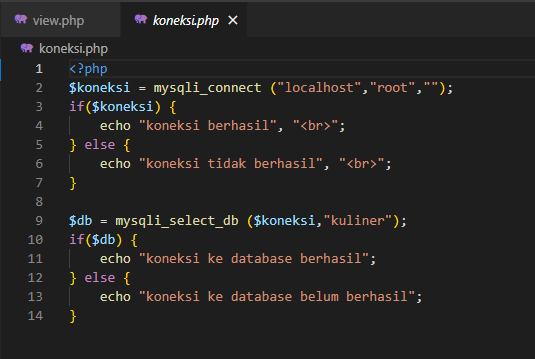 view.php koneksi.php ×
koneksi.php
1 <?php
2 $koneksi = mysqli_connect ("localhost","root","");
3 if($koneksi) {
4     echo "koneksi berhasil", "<br>";
5 } else {
6     echo "koneksi tidak berhasil", "<br>";
7 }
8
9 $db = mysqli_select_db ($koneksi,"kuliner");
10 if($db) {
11     echo "koneksi ke database berhasil";
12 } else {
13     echo "koneksi ke database belum berhasil";
14 }